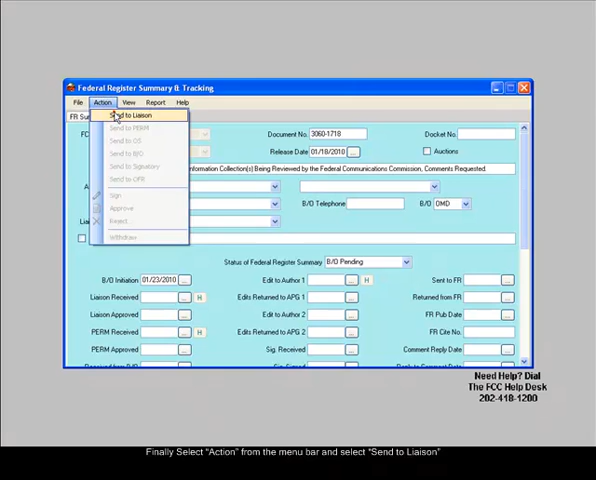 Federal Register Summary & Tracking
File Action View Report Help
Send to Liaison
Send to PERM
Document No. 3060-1718
Docket No.
Send to OS
Send to B/O
Release Date 01/18/2010 ...
Auctions
Send to Signatory
nformation Collection(s) Being Reviewed by the Federal Communications Commission, Comments Requested.
Send to OFR
Sign
Approve
B/O Telephone
B/O OMD
Reject...
Withdraw
Status of Federal Register Summary B/O Pending
B/O Initiation 01/23/2010 ... Edit to Author 1 ... H Sent to FR ...
Liaison Received ... H Edits Returned to APG 1 ... Returned from FR ...
Liaison Approved ... Edit to Author 2 ... FR Pub Date ...
PERM Received ... H Edits Returned to APG 2 ... FR Cite No.
PERM Approved ... Sig. Received ... Comment Reply Date ...
Need Help? Dial
The FCC Help Desk
202-418-1200
Finally Select "Action" from the menu bar and select "Send to Liaison"